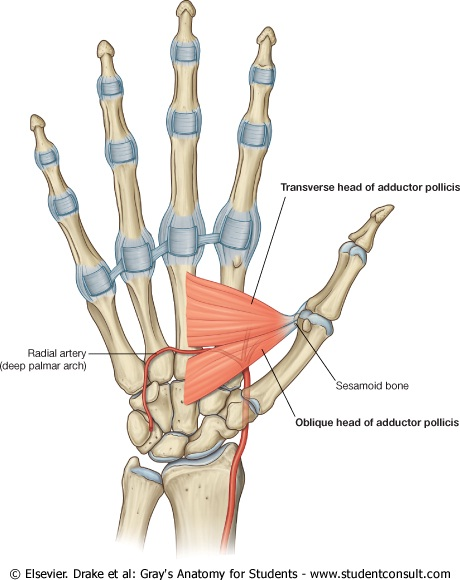 Transverse head of adductor pollicis
Radial artery
(deep palmar arch)
Sesamoid bone
Oblique head of adductor pollicis
© Elsevier. Drake et al: Gray's Anatomy for Students - www.studentconsult.com